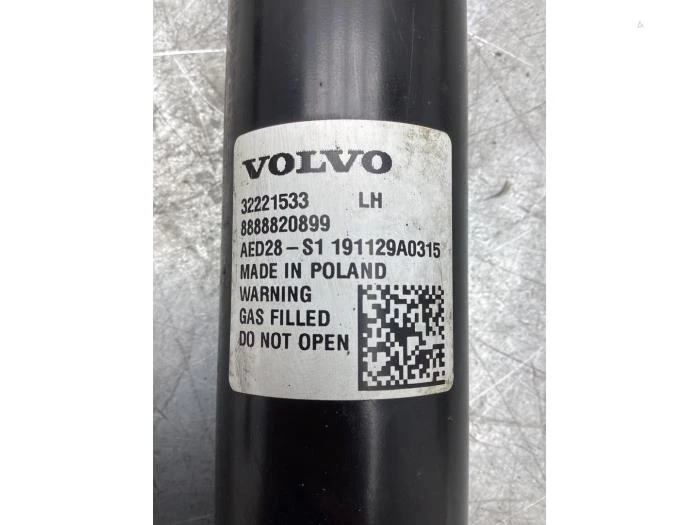 VOLVO
32221533 LH
8888820899
AED28-S1 191129A0315
MADE IN POLAND
WARNING
GAS FILLED
DO NOT OPEN